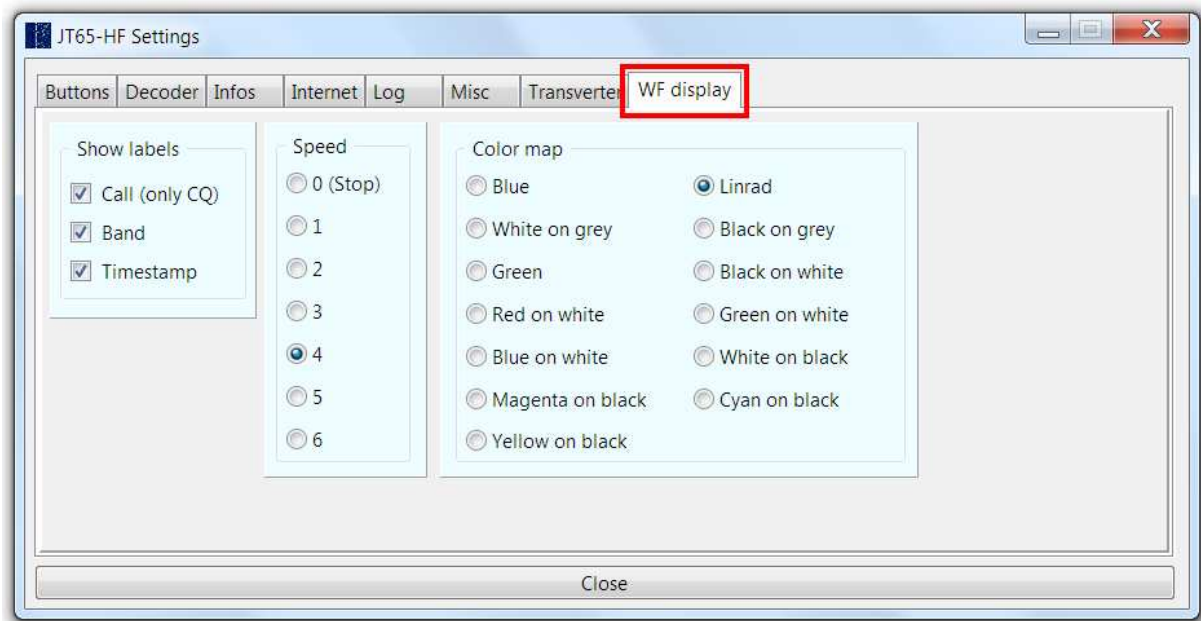 JT65-HF Settings
Buttons Decoder Infos Internet Log Misc Transverter WF display
Show labels
Call (only CQ)
Band
Timestamp
Speed
0 (Stop)
1
2
3
4
5
6
Color map
Blue
White on grey
Green
Red on white
Blue on white
Magenta on black
Yellow on black
Linrad
Black on grey
Black on white
Green on white
White on black
Cyan on black
Close